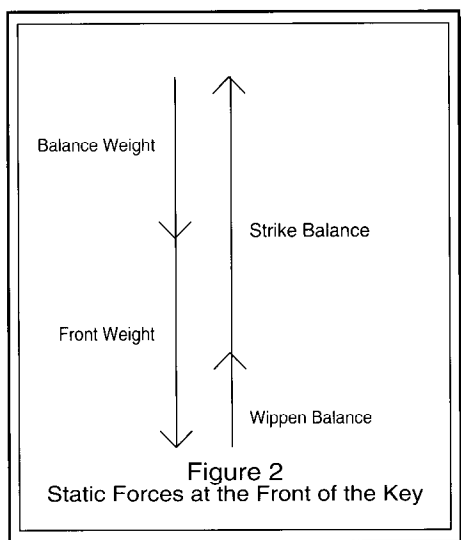 Balance Weight
Strike Balance
Front Weight
Wippen Balance
Figure 2
Static Forces at the Front of the Key